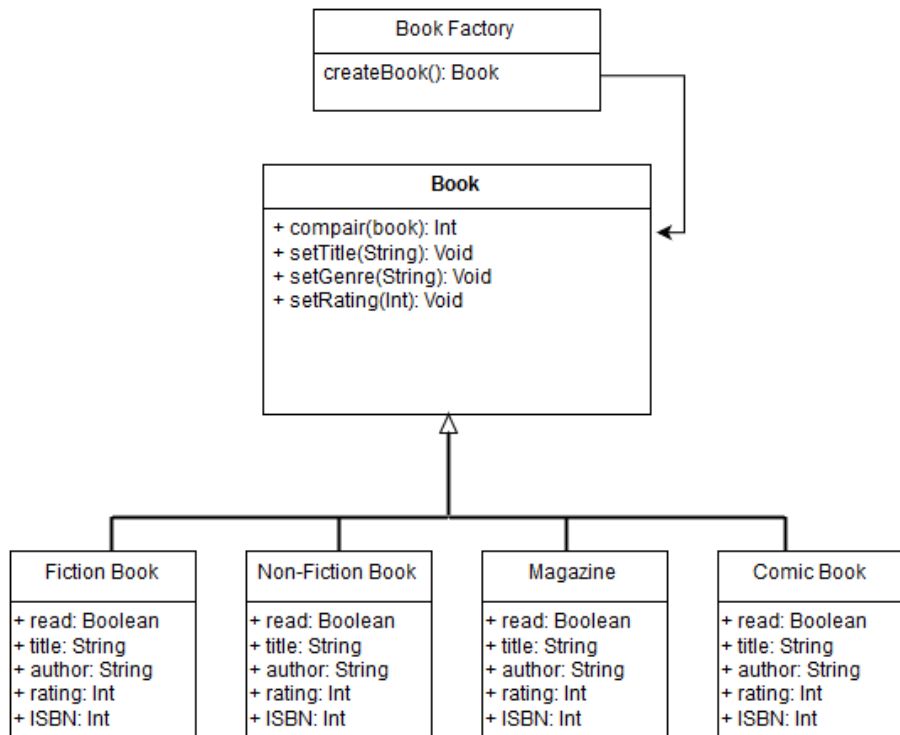 Book Factory
createBook(): Book
Book
+ compair(book): Int
+ setTitle(String): Void
+ setGenre(String): Void
+ setRating(Int): Void
Fiction Book
+ read: Boolean
+ title: String
+ author: String
+ rating: Int
+ ISBN: Int
Non-Fiction Book
+ read: Boolean
+ title: String
+ author: String
+ rating: Int
+ ISBN: Int
Magazine
+ read: Boolean
+ title: String
+ author: String
+ rating: Int
+ ISBN: Int
Comic Book
+ read: Boolean
+ title: String
+ author: String
+ rating: Int
+ ISBN: Int